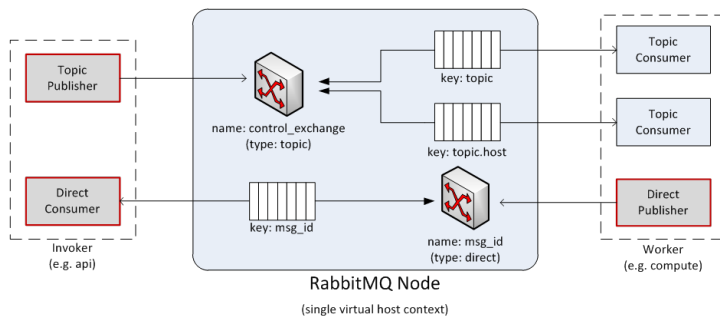 Topic
Publisher
name: control_exchange
(type: topic)
key: topic
Topic
Consumer
key: topic.host
Topic
Consumer
Direct
Consumer
key: msg_id
name: msg_id
(type: direct)
Direct
Publisher
Invoker
(e.g. api)
Worker
(e.g. compute)
RabbitMQ Node
(single virtual host context)